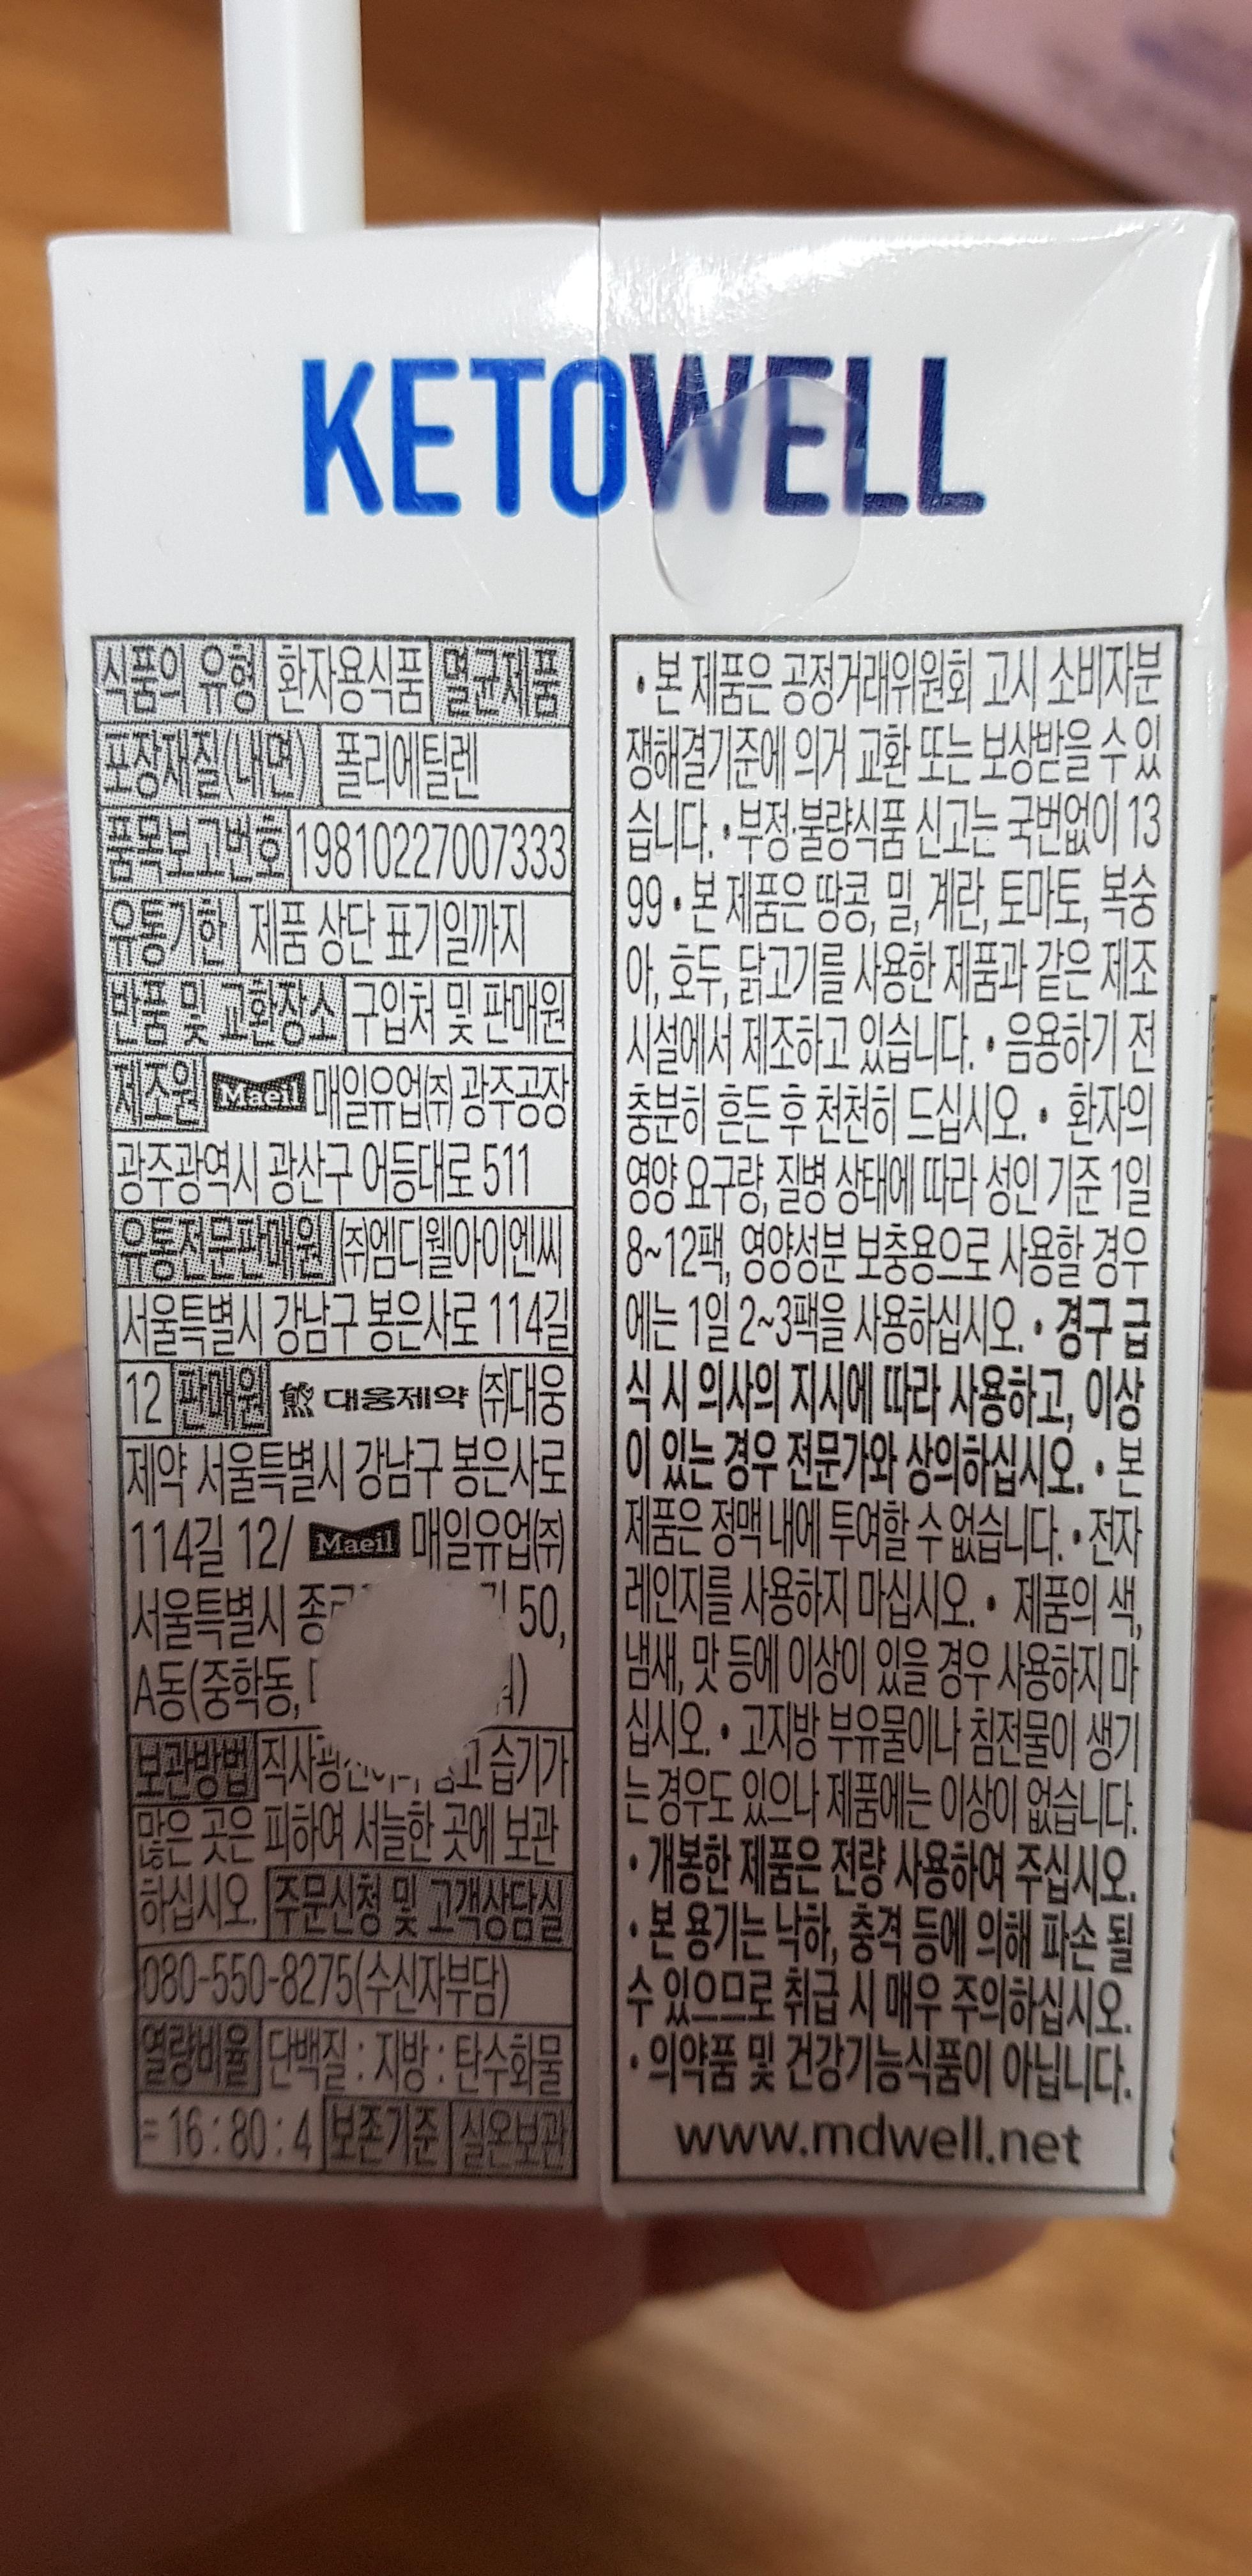 KETOWELL
식품의 유형 환자용식품 멸균제품
포장재질(내면) 폴리에틸렌
품목보고번호 19810227007333
유통기한 제품 상단 표기일까지
반품 및 교환장소 구입처 및 판매원
제조원 Maeil 매일유업㈜ 광주공장
광주광역시 광산구 어등대로 511
유통전문판매원 ㈜엠디웰아이엔씨
서울특별시 강남구 봉은사로 114길
12 판매원 대웅제약 ㈜대웅
제약 서울특별시 강남구 봉은사로
114길 12/ Maeil 매일유업㈜
서울특별시 50,
A동(중학동,
보관방법 습기가
많은 곳은 피하여 서늘한 곳에 보관
하십시오. 주문신청 및 고객상담실
080-550-8275(수신자부담)
열량비율 단백질 : 지방 : 탄수화물
= 16 : 80 : 4 보존기준 실온보관
• 본 제품은 공정거래위원회 고시 소비자분
쟁해결기준에 의거 교환 또는 보상받을 수 있
습니다. • 부정·불량식품 신고는 국번없이 13
99 • 본 제품은 땅콩, 밀, 계란, 토마토, 복숭
아, 호두, 닭고기를 사용한 제품과 같은 제조
시설에서 제조하고 있습니다. • 음용하기 전
충분히 흔든 후 천천히 드십시오. • 환자의
영양 요구량, 질병 상태에 따라 성인 기준 1일
8~12팩, 영양성분 보충용으로 사용할 경우
에는 1일 2~3팩을 사용하십시오. • 경구 급
식 시 의사의 지시에 따라 사용하고, 이상
이 있는 경우 전문가와 상의하십시오. • 본
제품은 정맥 내에 투여할 수 없습니다. • 전자
레인지를 사용하지 마십시오. • 제품의 색,
냄새, 맛 등에 이상이 있을 경우 사용하지 마
십시오. • 고지방 부유물이나 침전물이 생기
는 경우도 있으나 제품에는 이상이 없습니다.
• 개봉한 제품은 전량 사용하여 주십시오.
• 본 용기는 낙하, 충격 등에 의해 파손 될
수 있으므로 취급 시 매우 주의하십시오.
• 의약품 및 건강기능식품이 아닙니다.
www.mdwell.net